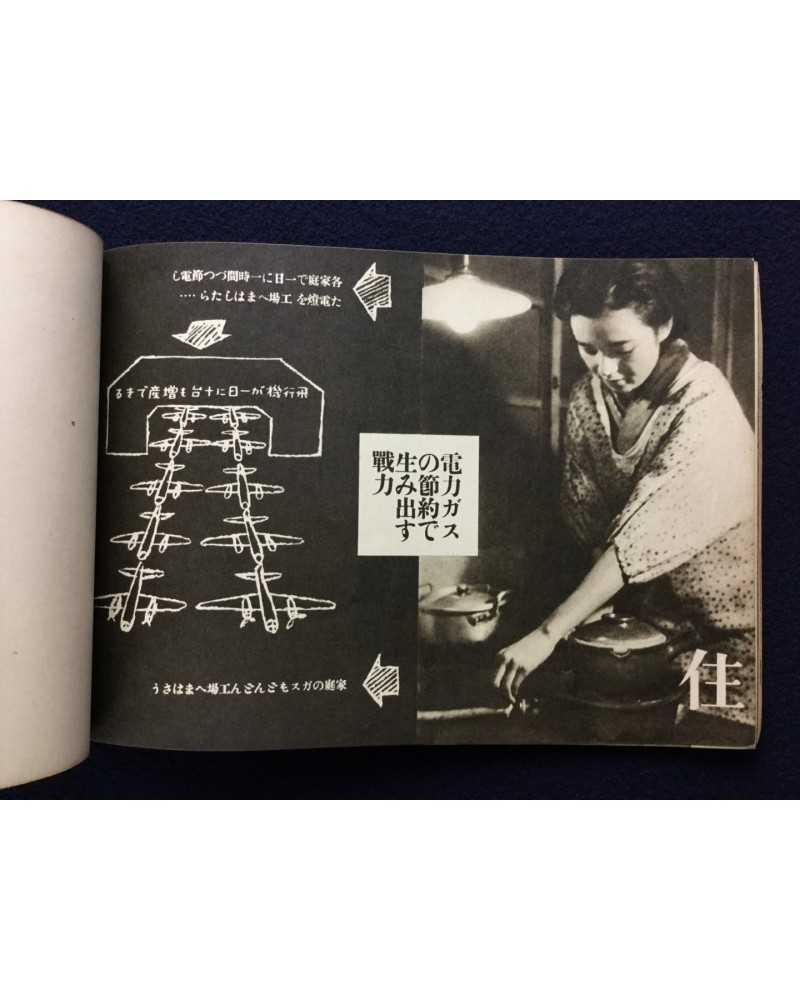 各家庭で一日に一時間づつ節電し
た電燈を 工場へまはしたら‥‥
飛行機が一日に十台も増産できる
電力ガス
の節約で
生み出す
戰力
家庭のガスもどんどん工場へまはさう
住